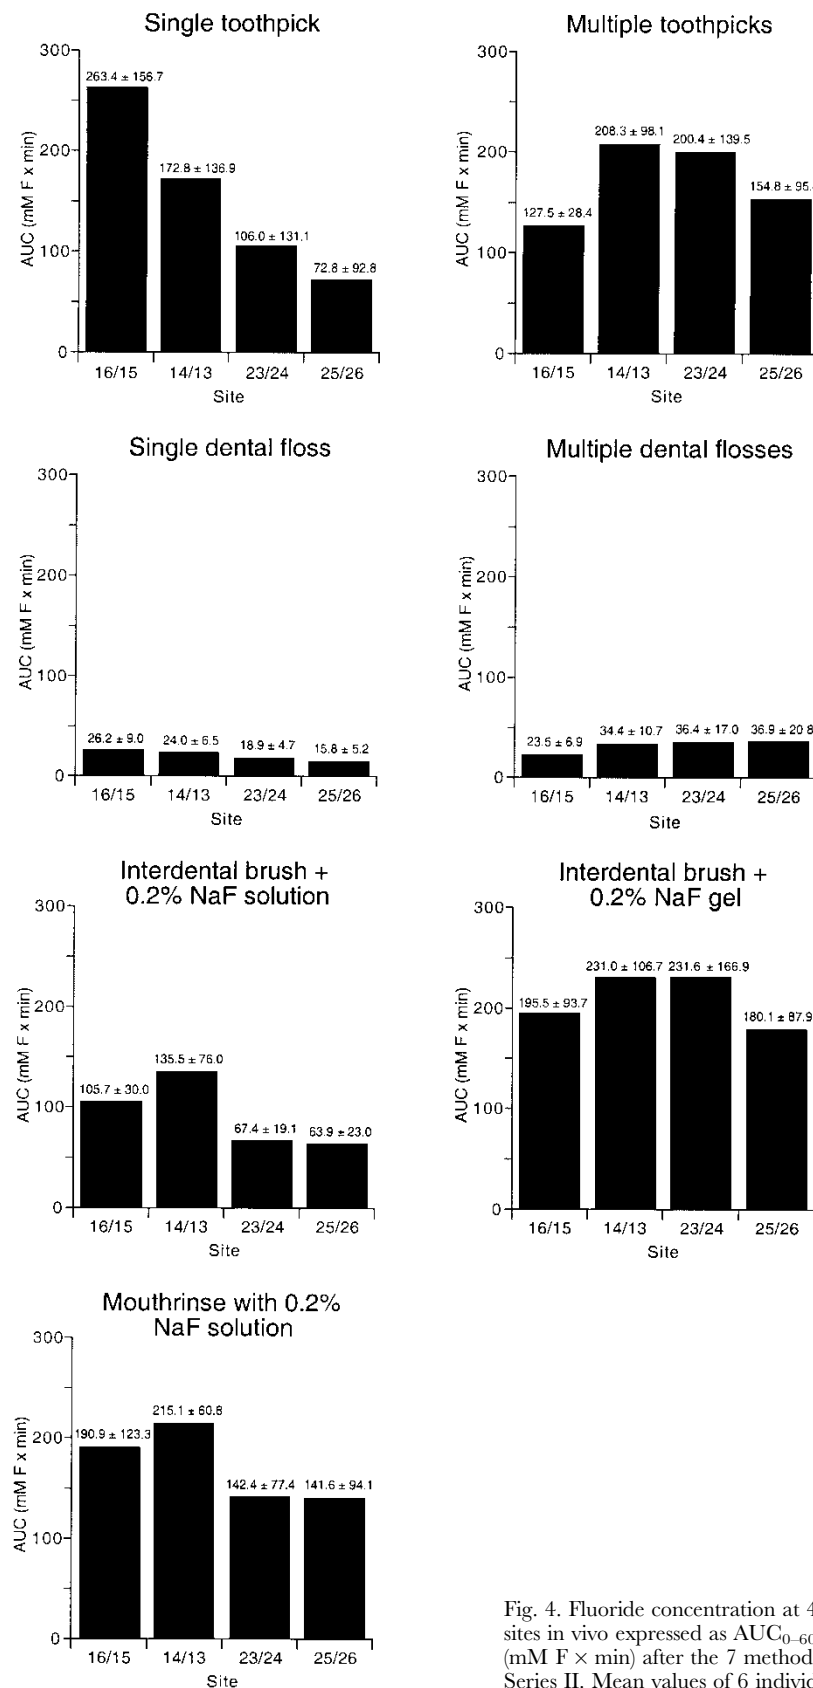 Single toothpick
300
200
100
0
AUC (mM F x min)
263.4 ± 156.7
172.8 ± 136.9
106.0 ± 131.1
72.8 ± 92.8
16/15 14/13 23/24 25/26
Site
Multiple toothpicks
300
200
100
0
AUC (mM F x min)
127.5 ± 28.4
208.3 ± 98.1
200.4 ± 139.5
154.8 ± 95.
16/15 14/13 23/24 25/26
Site
Single dental floss
300
200
100
0
AUC (mM F x min)
26.2 ± 9.0
24.0 ± 6.5
18.9 ± 4.7
15.8 ± 5.2
16/15 14/13 23/24 25/26
Site
Multiple dental flosses
300
200
100
0
AUC (mM F x min)
23.5 ± 6.9
34.4 ± 10.7
36.4 ± 17.0
36.9 ± 20.8
16/15 14/13 23/24 25/26
Site
Interdental brush +
0.2% NaF solution
300
200
100
0
AUC (mM F x min)
105.7 ± 30.0
135.5 ± 76.0
67.4 ± 19.1
63.9 ± 23.0
16/15 14/13 23/24 25/26
Site
Interdental brush +
0.2% NaF gel
300
200
100
0
AUC (mM F x min)
195.5 ± 93.7
231.0 ± 106.7
231.6 ± 166.9
180.1 ± 87.9
16/15 14/13 23/24 25/26
Site
Mouthrinse with 0.2%
NaF solution
300
200
100
0
AUC (mM F x min)
190.9 ± 123.3
215.1 ± 60.8
142.4 ± 77.4
141.6 ± 94.1
16/15 14/13 23/24 25/26
Site
Fig. 4. Fluoride concentration at 4
sites in vivo expressed as AUC0–60
(mM F × min) after the 7 method
Series II. Mean values of 6 individ